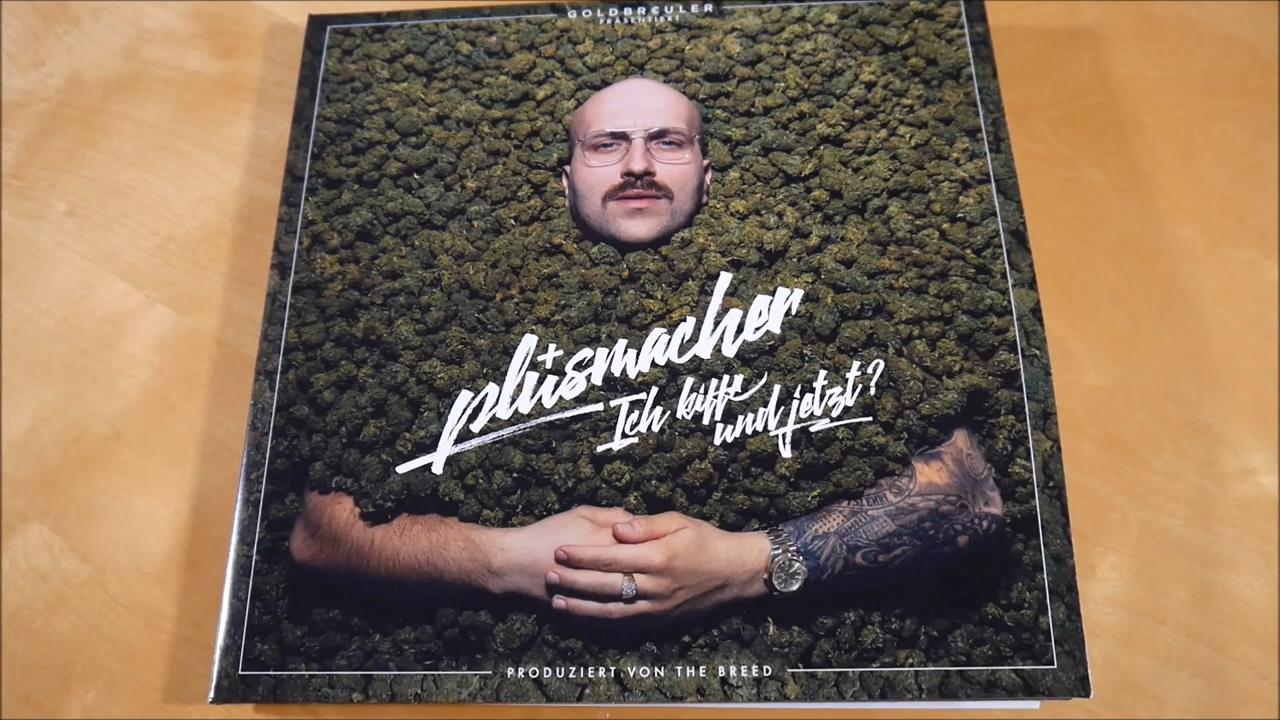 GOLDBREULER
PRÄSENTIERT
plusmacher
Ich kiffe
und jetzt?
PRODUZIERT VON THE BREED